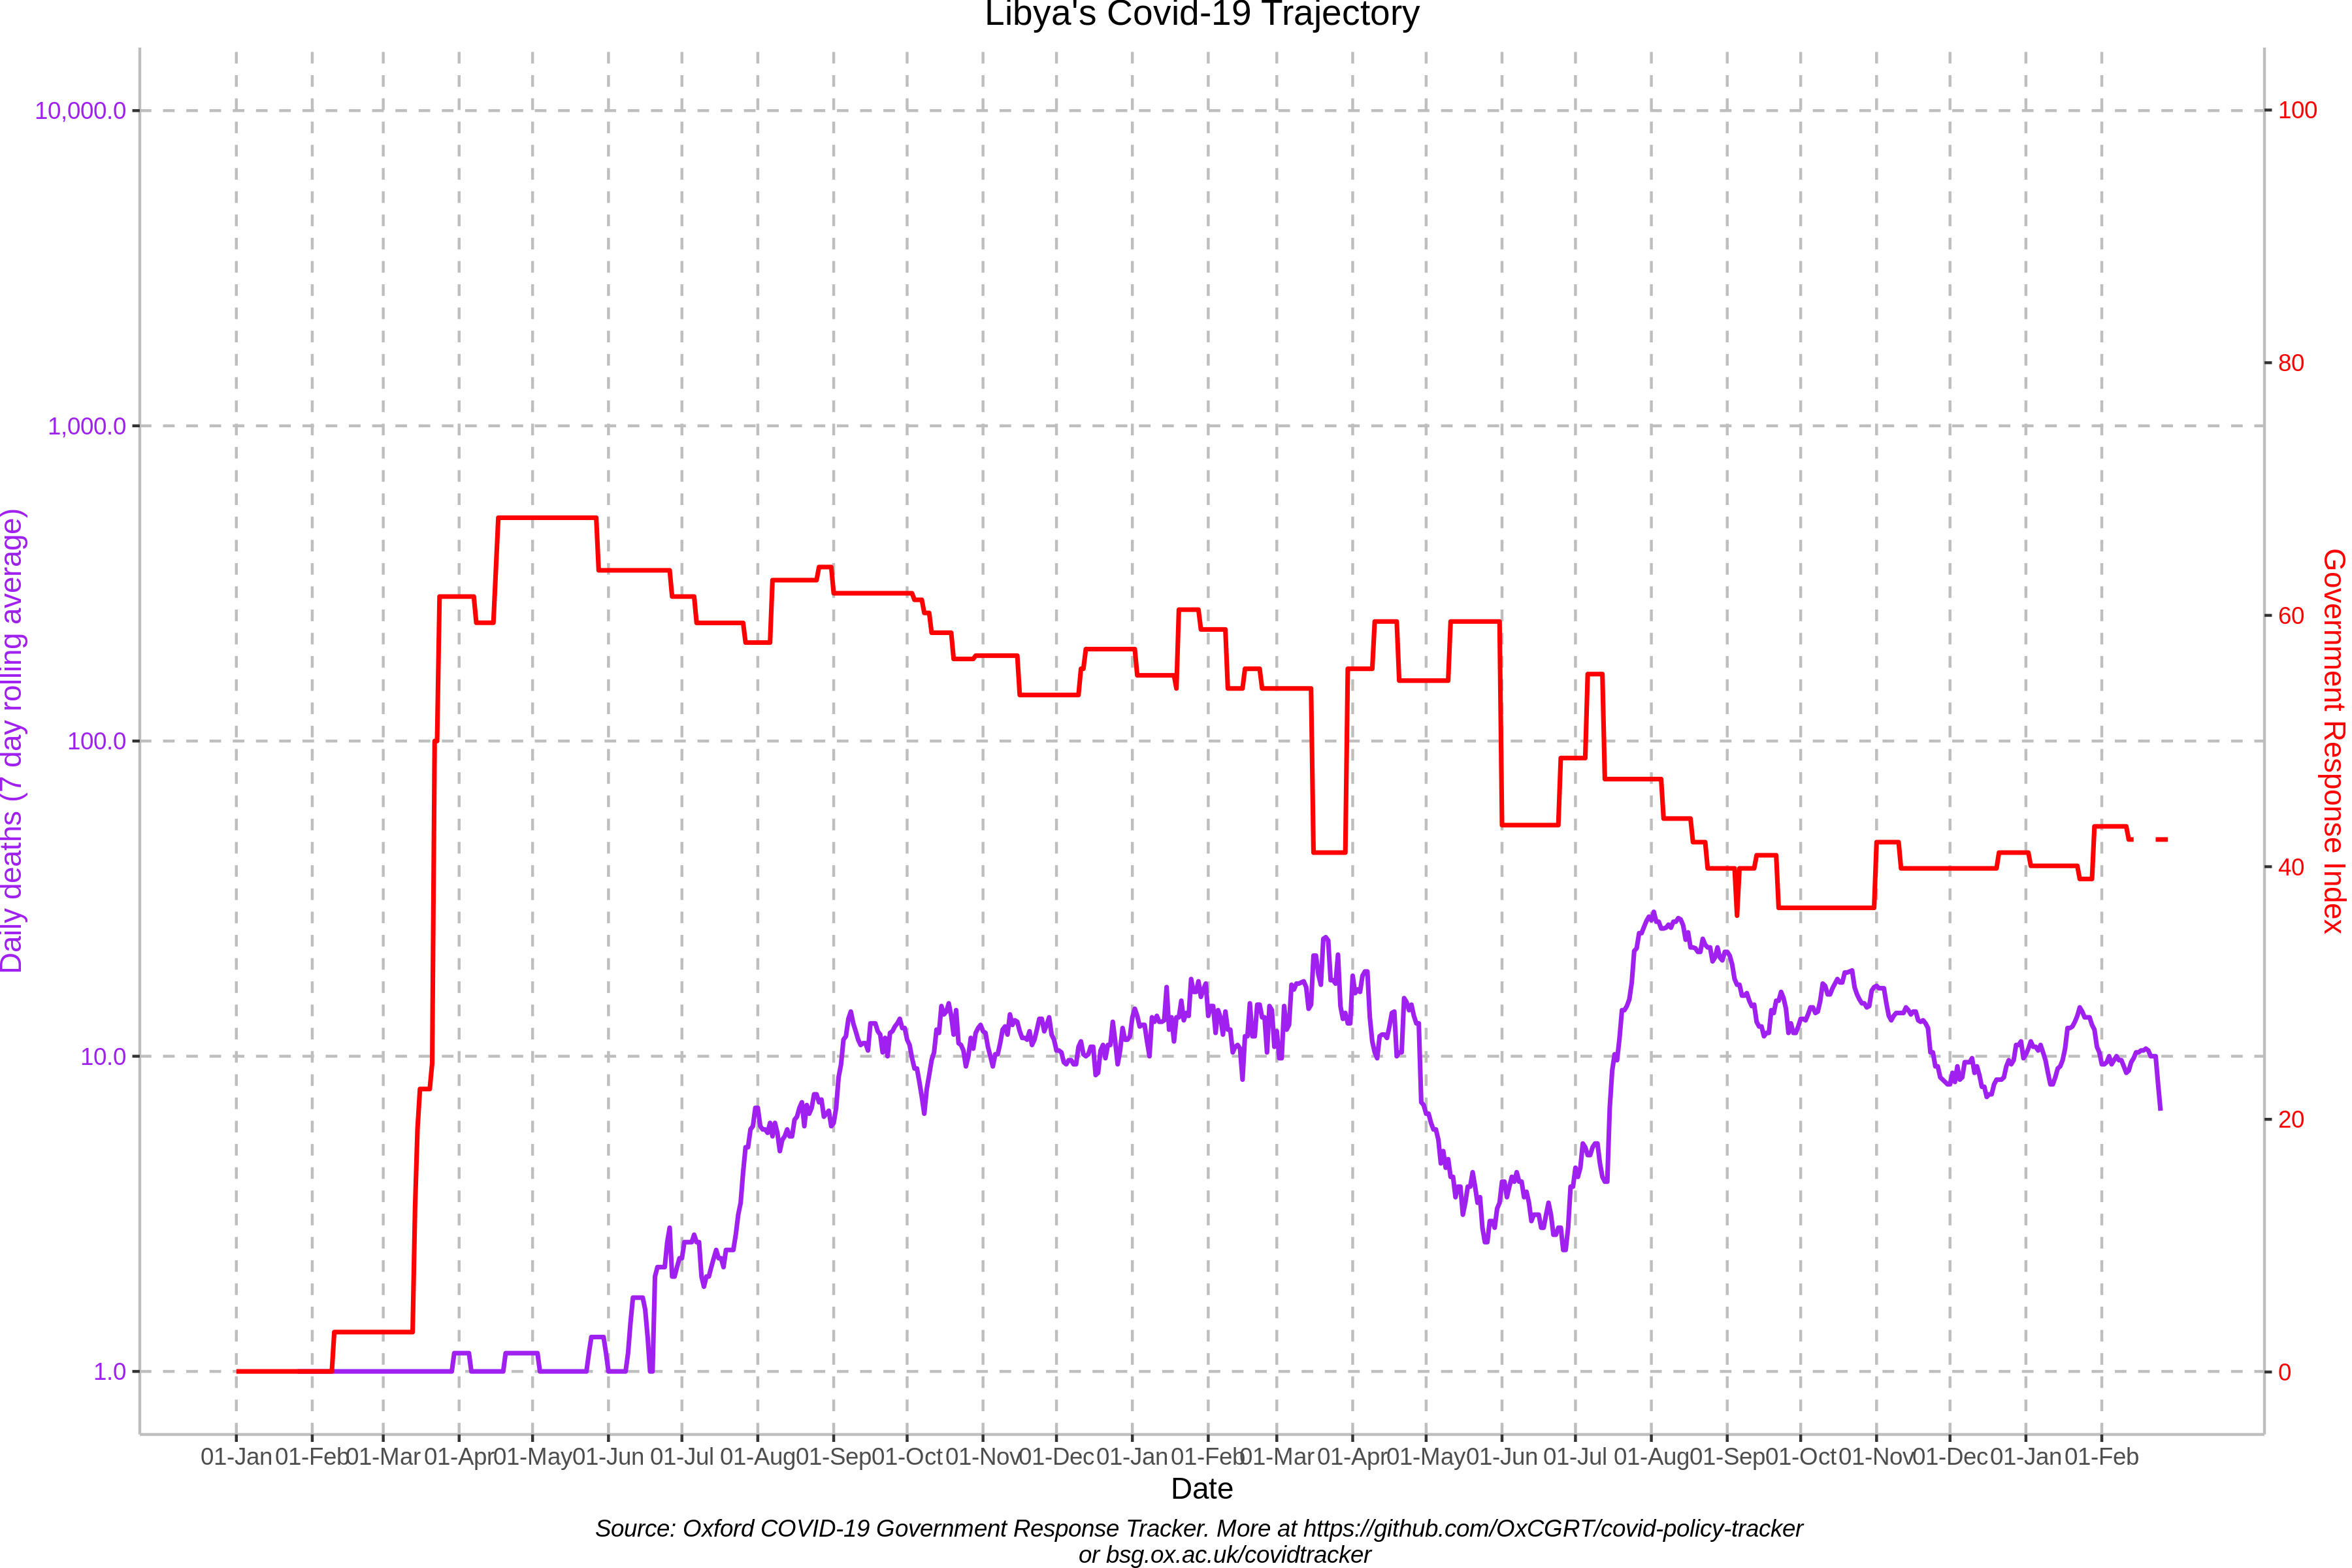 Libya's Covid-19 Trajectory
10,000.0
1,000.0
100.0
10.0
1.0
Daily deaths (7 day rolling average)
100
80
60
40
20
0
Government Response Index
01-Jan 01-Feb 01-Mar 01-Apr 01-May 01-Jun 01-Jul 01-Aug 01-Sep 01-Oct 01-Nov 01-Dec 01-Jan 01-Feb 01-Mar 01-Apr 01-May 01-Jun 01-Jul 01-Aug 01-Sep 01-Oct 01-Nov 01-Dec 01-Jan 01-Feb
Date
Source: Oxford COVID-19 Government Response Tracker. More at https://github.com/OxCGRT/covid-policy-tracker
or bsg.ox.ac.uk/covidtracker